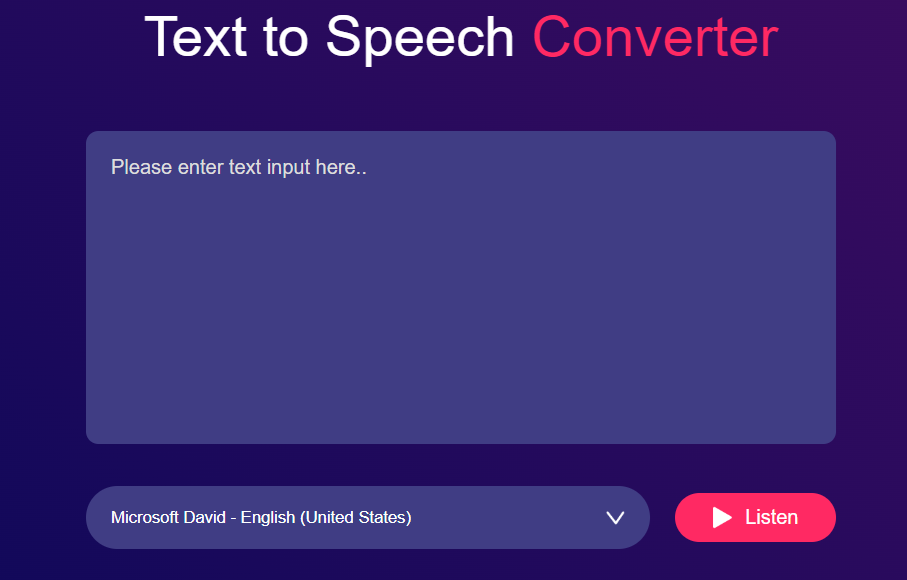 Text to Speech Converter
Please enter text input here..
Microsoft David - English (United States)
Listen